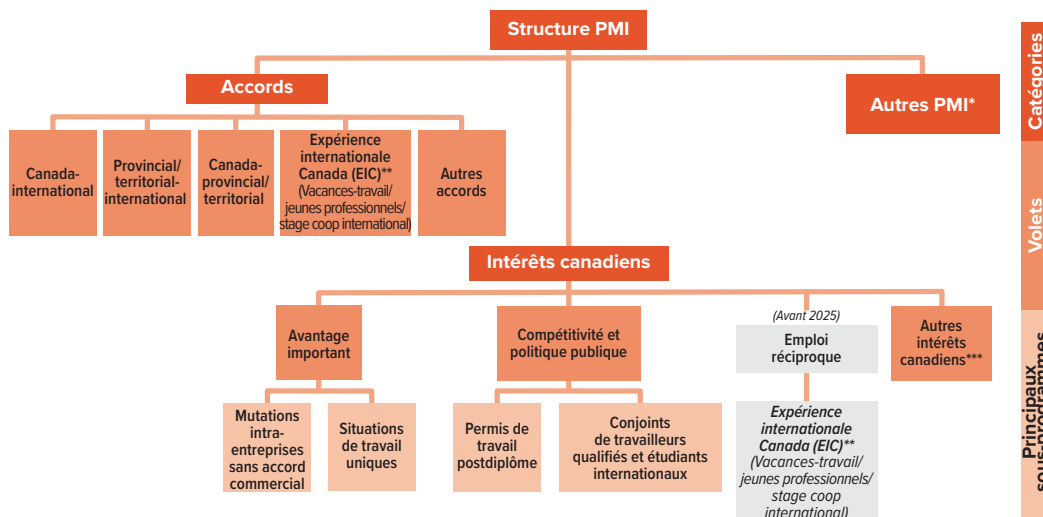 Structure PMI
Accords
Autres PMI*
Canada-
international
Provincial/
territorial-
international
Canada-
provincial/
territorial
Expérience
internationale
Canada (EIC)**
(Vacances-travail/
jeunes professionnels/
stage coop international)
Autres
accords
Intérêts canadiens
Avantage
important
Compétitivité et
politique publique
(Avant 2025)
Emploi
réciproque
Autres
intérêts
canadiens***
Mutations
intra-
entreprises
sans accord
commercial
Situations
de travail
uniques
Permis de
travail
postdiplôme
Conjoints
de travailleurs
qualifiés et étudiants
internationaux
Expérience
internationale
Canada (EIC)**
(Vacances-travail/
jeunes professionnels/
stage coop
international)
Catégories
Volets
Principaux
sous-programmes